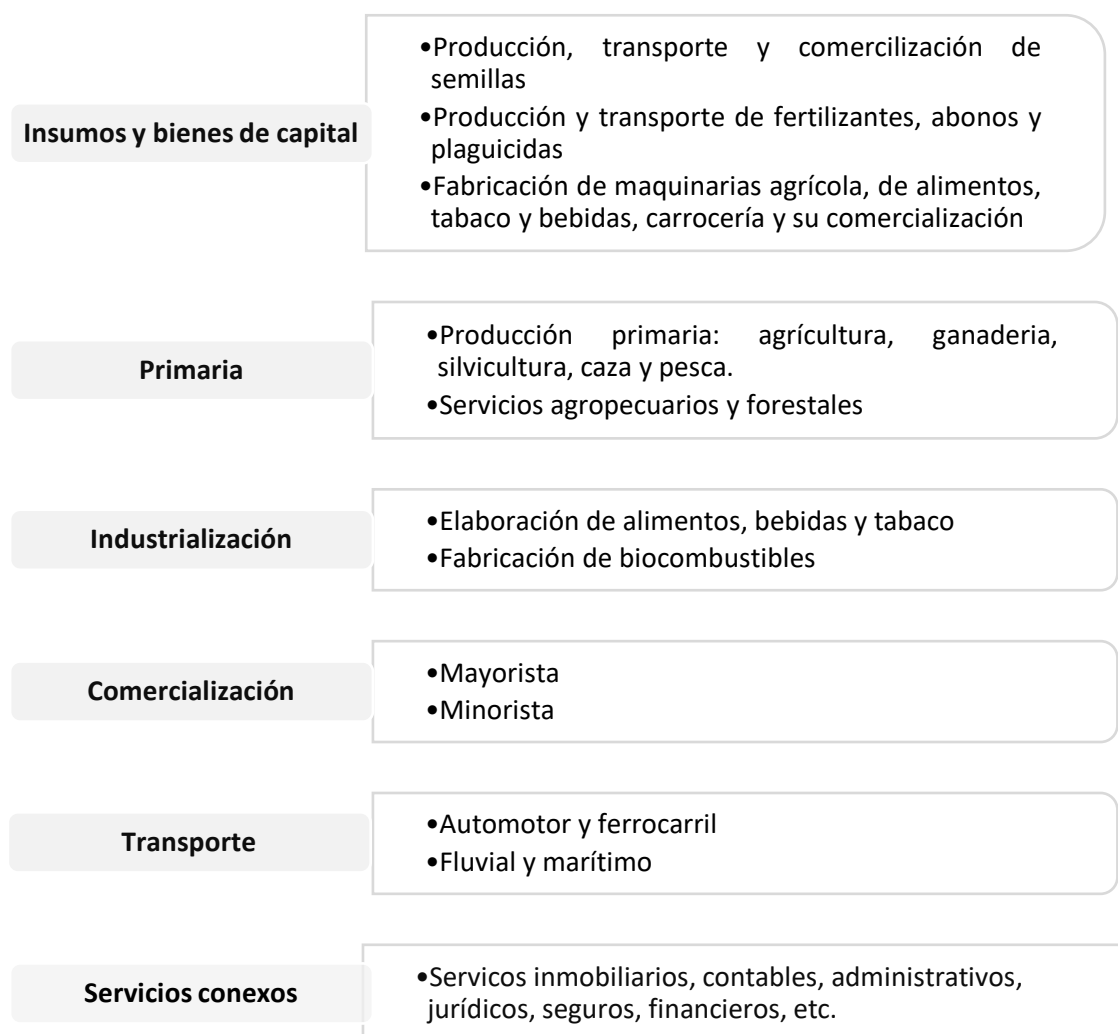 Insumos y bienes de capital
•Producción, transporte y comercilización de
semillas
•Producción y transporte de fertilizantes, abonos y
plaguicidas
•Fabricación de maquinarias agrícola, de alimentos,
tabaco y bebidas, carrocería y su comercialización
Primaria
•Producción primaria: agrícultura, ganaderia,
silvicultura, caza y pesca.
•Servicios agropecuarios y forestales
Industrialización
•Elaboración de alimentos, bebidas y tabaco
•Fabricación de biocombustibles
Comercialización
•Mayorista
•Minorista
Transporte
•Automotor y ferrocarril
•Fluvial y marítimo
Servicios conexos
•Servicos inmobiliarios, contables, administrativos,
jurídicos, seguros, financieros, etc.